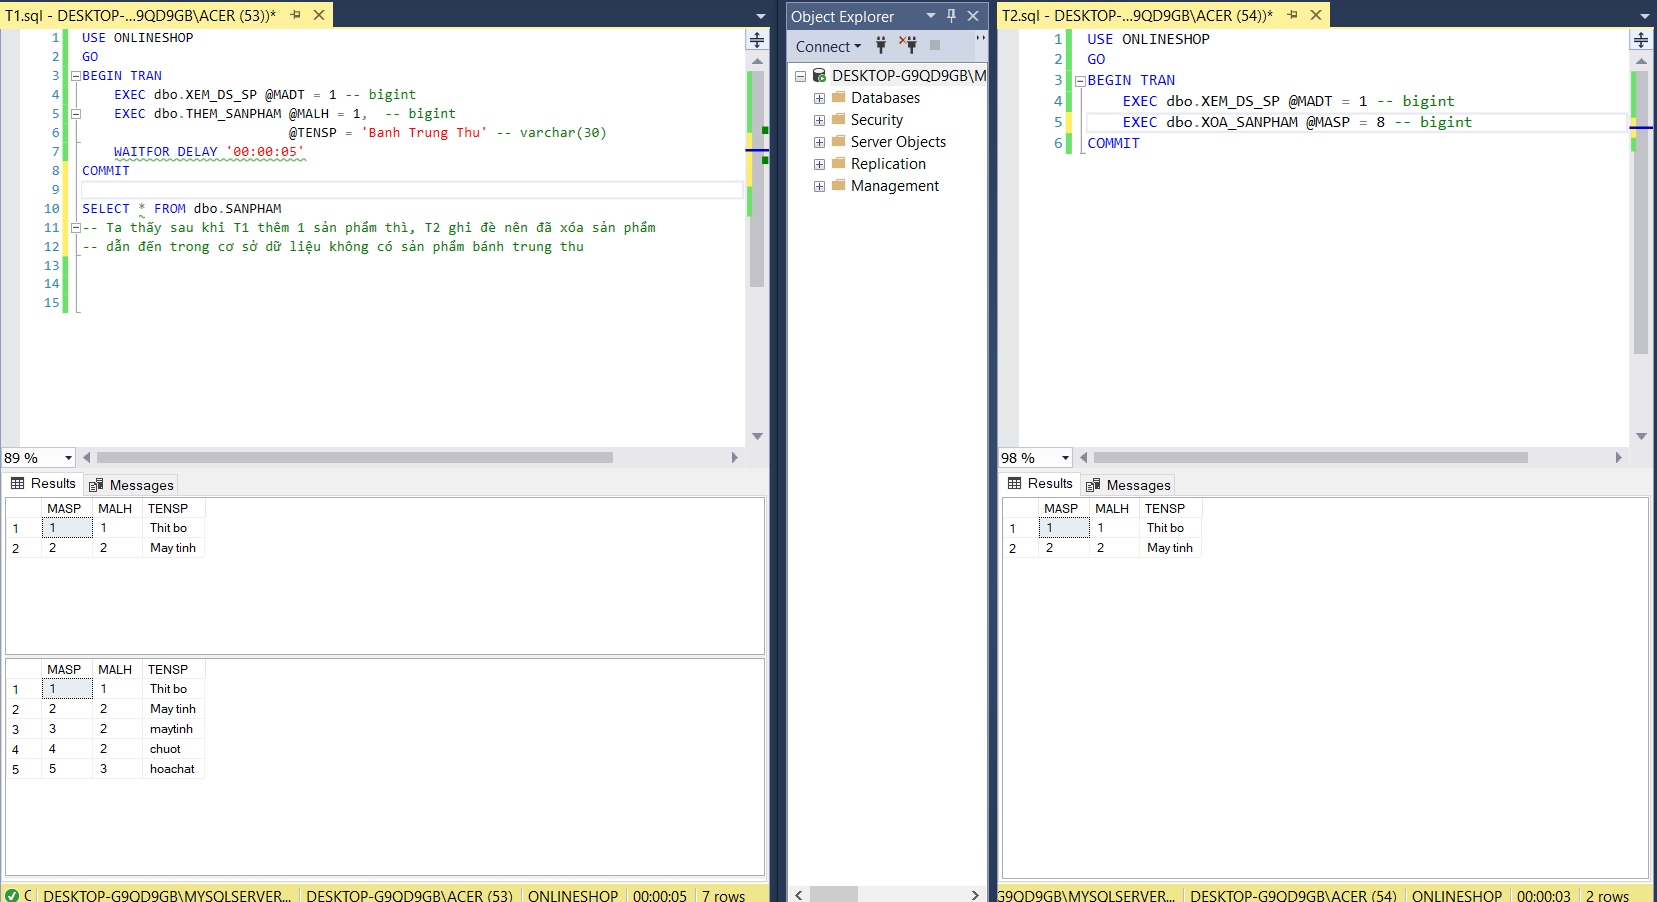 T1.sql - DESKTOP-...9QD9GB\ACER (53))*
1 USE ONLINESHOP
2 GO
3 BEGIN TRAN
4 EXEC dbo.XEM_DS_SP @MADT = 1 -- bigint
5 EXEC dbo.THEM_SANPHAM @MALH = 1,  -- bigint
6 @TENSP = 'Banh Trung Thu' -- varchar(30)
7 WAITFOR DELAY '00:00:05'
8 COMMIT
9
10 SELECT * FROM dbo.SANPHAM
11 -- Ta thấy sau khi T1 thêm 1 sản phẩm thì, T2 ghi đè nên đã xóa sản phẩm
12 -- dẫn đến trong cơ sở dữ liệu không có sản phẩm bánh trung thu
13
14
15
89 %
Results Messages
MASP MALH TENSP
1 1 1 Thit bo
2 2 2 May tinh
MASP MALH TENSP
1 1 1 Thit bo
2 2 2 May tinh
3 3 2 maytinh
4 4 2 chuot
5 5 3 hoachat
C DESKTOP-G9QD9GB\MYSQLSERVER... DESKTOP-G9QD9GB\ACER (53) ONLINESHOP 00:00:05 7 rows
Object Explorer
Connect
DESKTOP-G9QD9GB\M
Databases
Security
Server Objects
Replication
Management
T2.sql - DESKTOP-...9QD9GB\ACER (54))*
1 USE ONLINESHOP
2 GO
3 BEGIN TRAN
4 EXEC dbo.XEM_DS_SP @MADT = 1 -- bigint
5 EXEC dbo.XOA_SANPHAM @MASP = 8 -- bigint
6 COMMIT
98 %
Results Messages
MASP MALH TENSP
1 1 1 Thit bo
2 2 2 May tinh
G9QD9GB\MYSQLSERVER... DESKTOP-G9QD9GB\ACER (54) ONLINESHOP 00:00:03 2 rows